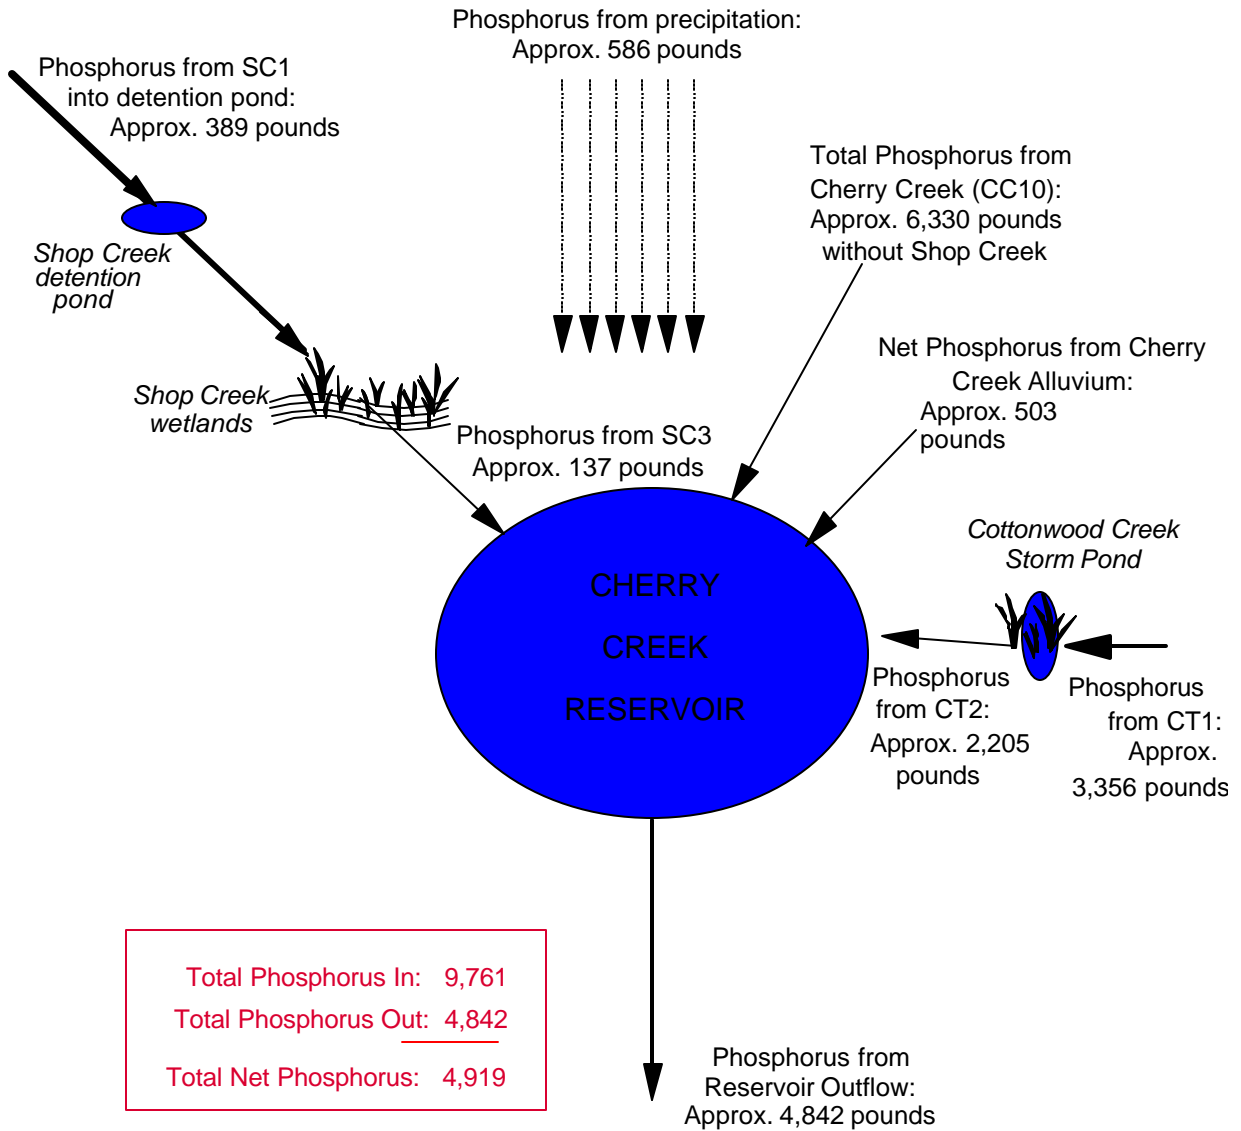 Phosphorus from precipitation:
Approx. 586 pounds
Phosphorus from SC1
into detention pond:
Approx. 389 pounds
Total Phosphorus from
Cherry Creek (CC10):
Approx. 6,330 pounds
without Shop Creek
Shop Creek
detention
pond
Net Phosphorus from Cherry
Creek Alluvium:
Approx. 503
pounds
Shop Creek
wetlands
Phosphorus from SC3
Approx. 137 pounds
Cottonwood Creek
Storm Pond
CHERRY
CREEK
RESERVOIR
Phosphorus
from CT2:
Approx. 2,205
pounds
Phosphorus
from CT1:
Approx.
3,356 pounds
Total Phosphorus In: 9,761
Total Phosphorus Out: 4,842
Total Net Phosphorus: 4,919
Phosphorus from
Reservoir Outflow:
Approx. 4,842 pounds